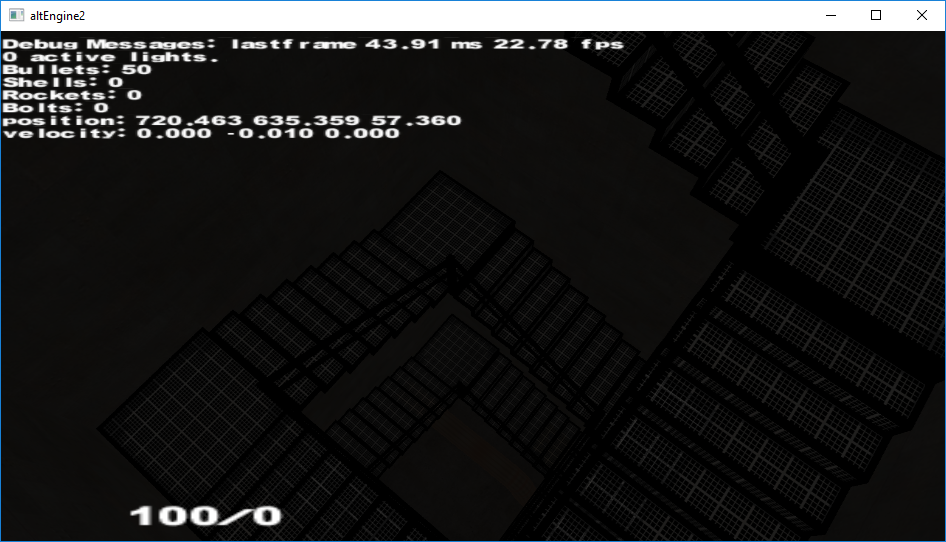 altEngine2
Debug Messages: lastframe 43.91 ms 22.78 fps
0 active lights.
Bullets: 50
Shells: 0
Rockets: 0
Bolts: 0
position: 720.463 635.359 57.360
velocity: 0.000 -0.010 0.000
100/0